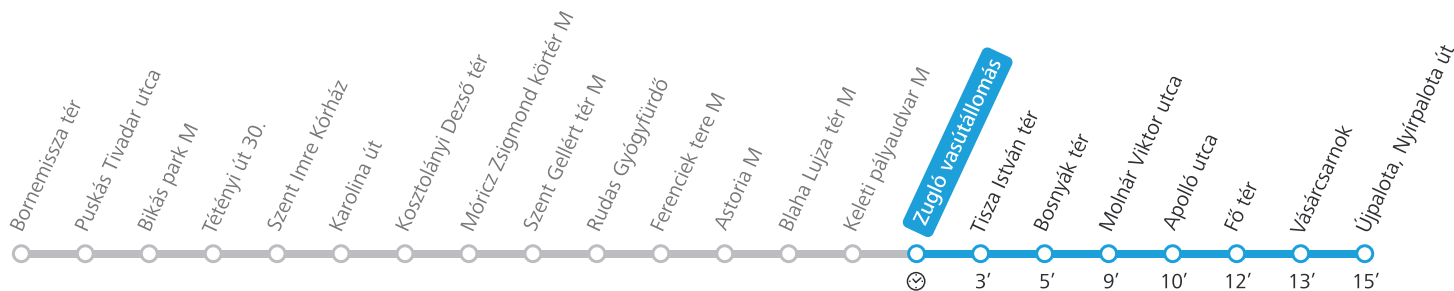 Bornemissza tér
Puskás Tivadar utca
Bikás park M
Tétényi út 30.
Szent Imre Kórház
Karolina út
Kosztolányi Dezső tér
Móricz Zsigmond körtér M
Szent Gellért tér M
Rudas Gyógyfürdő
Ferenciek tere M
Astoria M
Blaha Lujza tér M
Keleti pályaudvar M
Zugló vasútállomás
Tisza István tér
Bosnyák tér
Molnár Viktor utca
Apolló utca
Fő tér
Vásárcsarnok
Újpalota, Nyírpalota út
3’ 5’ 9’ 10’ 12’ 13’ 15’